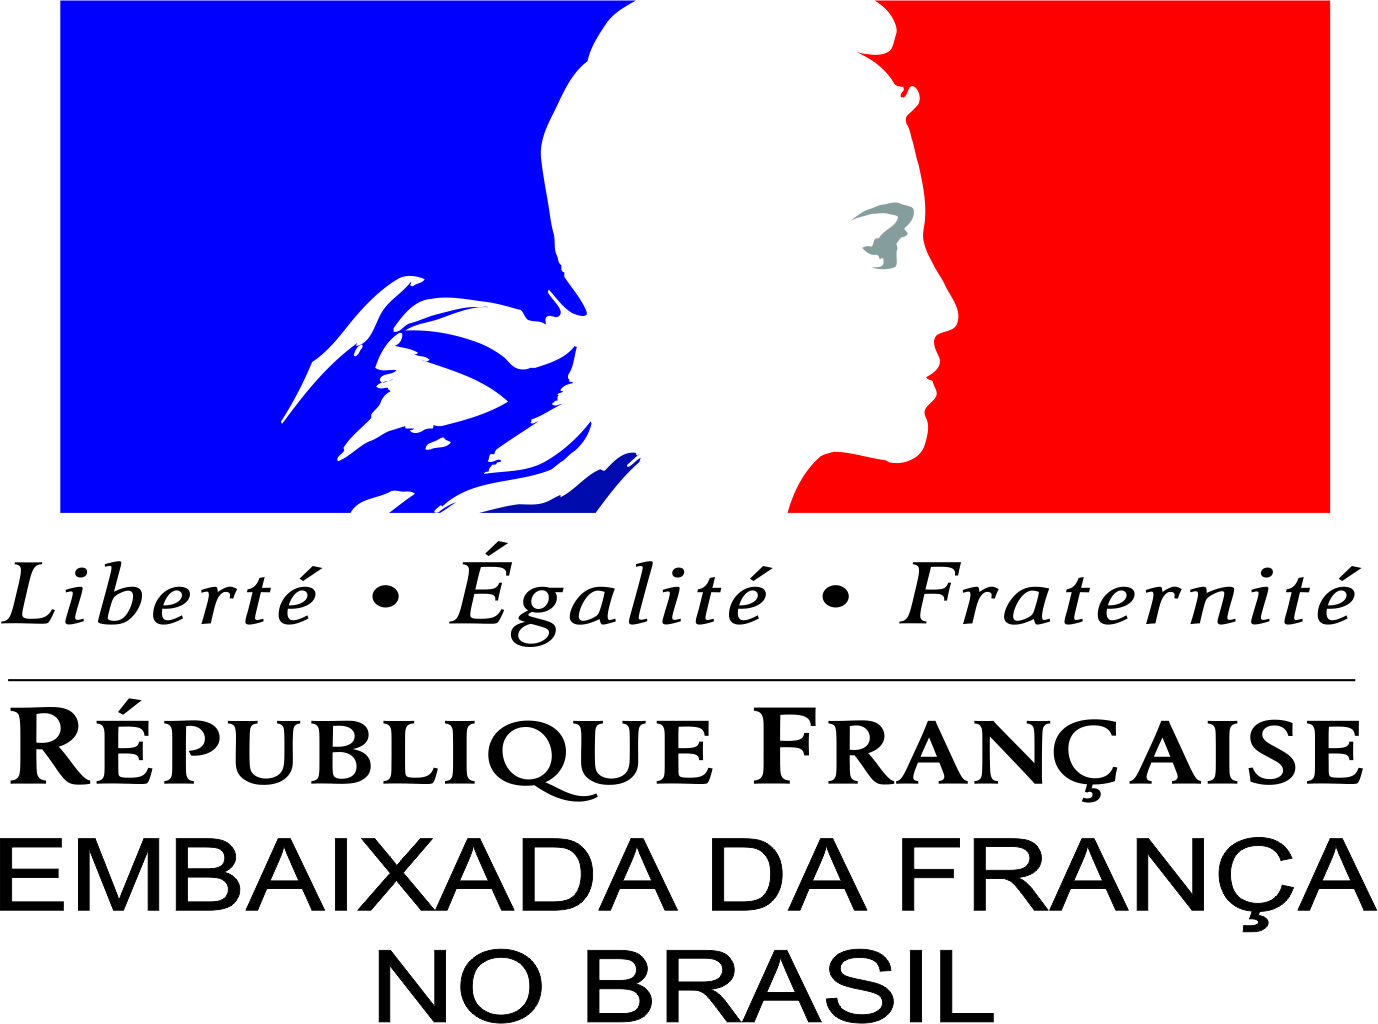 Liberté • Égalité • Fraternité
RÉPUBLIQUE FRANÇAISE
EMBAIXADA DA FRANÇA
NO BRASIL